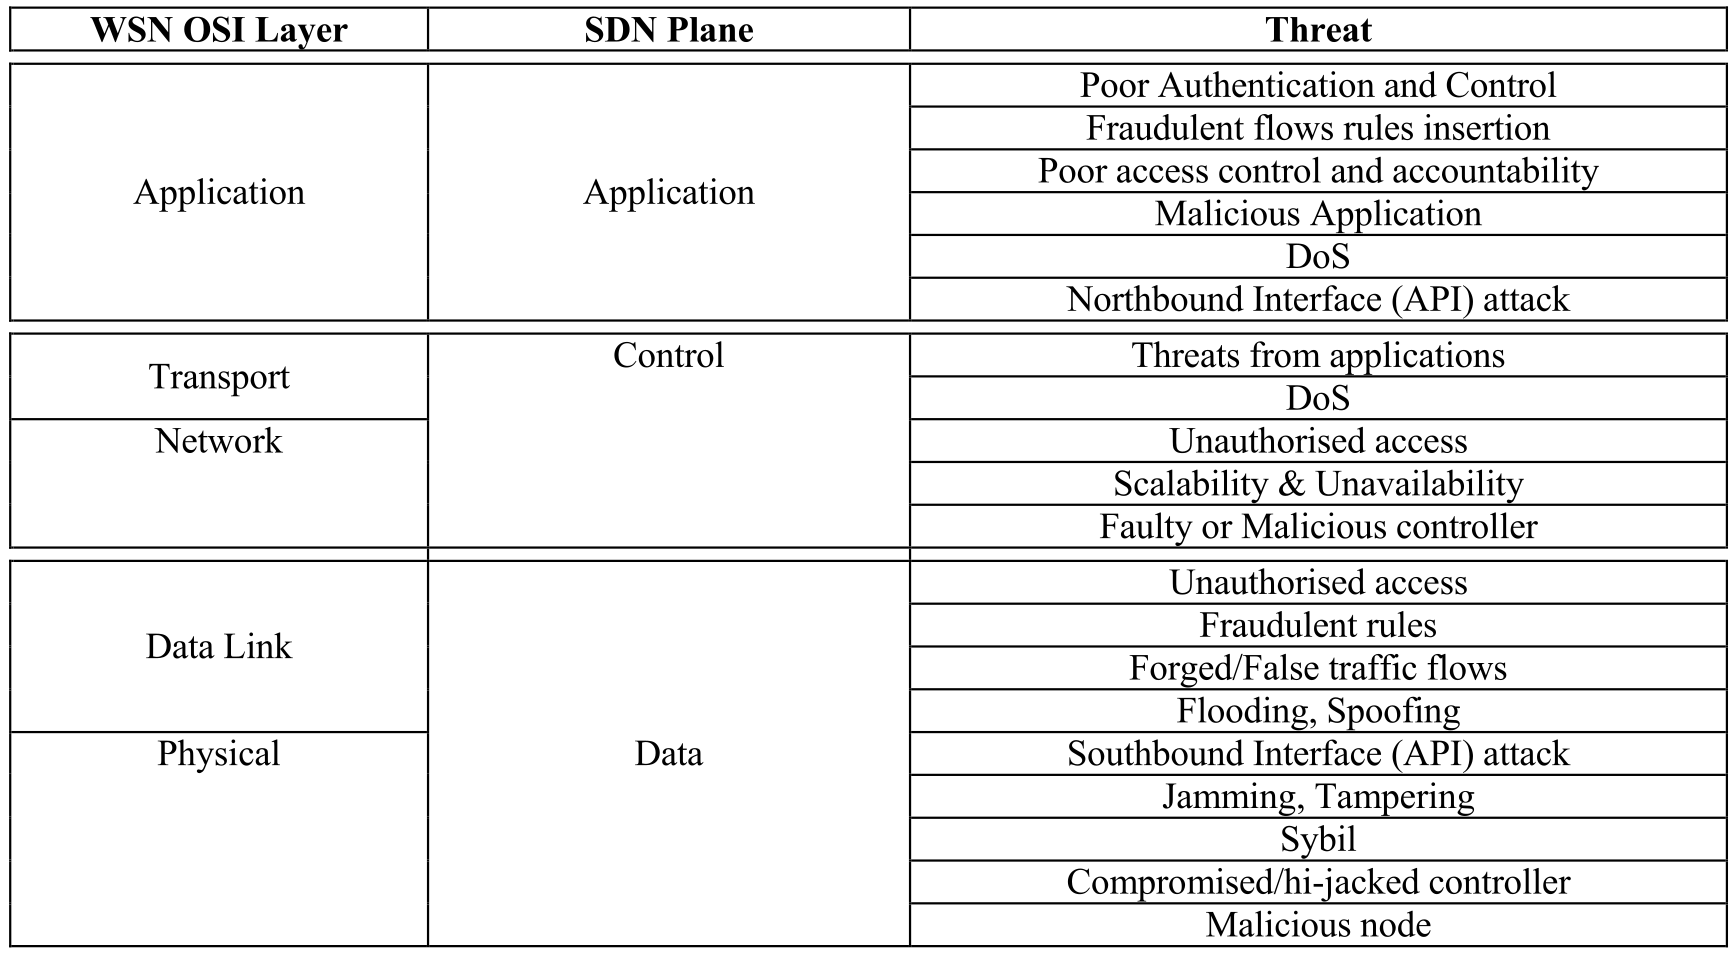 WSN OSI Layer SDN Plane Threat
Poor Authentication and Control
Fraudulent flows rules insertion
Poor access control and accountability
Application Application
Malicious Application
DoS
Northbound Interface (API) attack
Transport Control Threats from applications
DoS
Network Unauthorised access
Scalability & Unavailability
Faulty or Malicious controller
Unauthorised access
Fraudulent rules
Data Link
Forged/False traffic flows
Flooding, Spoofing
Physical Data Southbound Interface (API) attack
Jamming, Tampering
Sybil
Compromised/hi-jacked controller
Malicious node